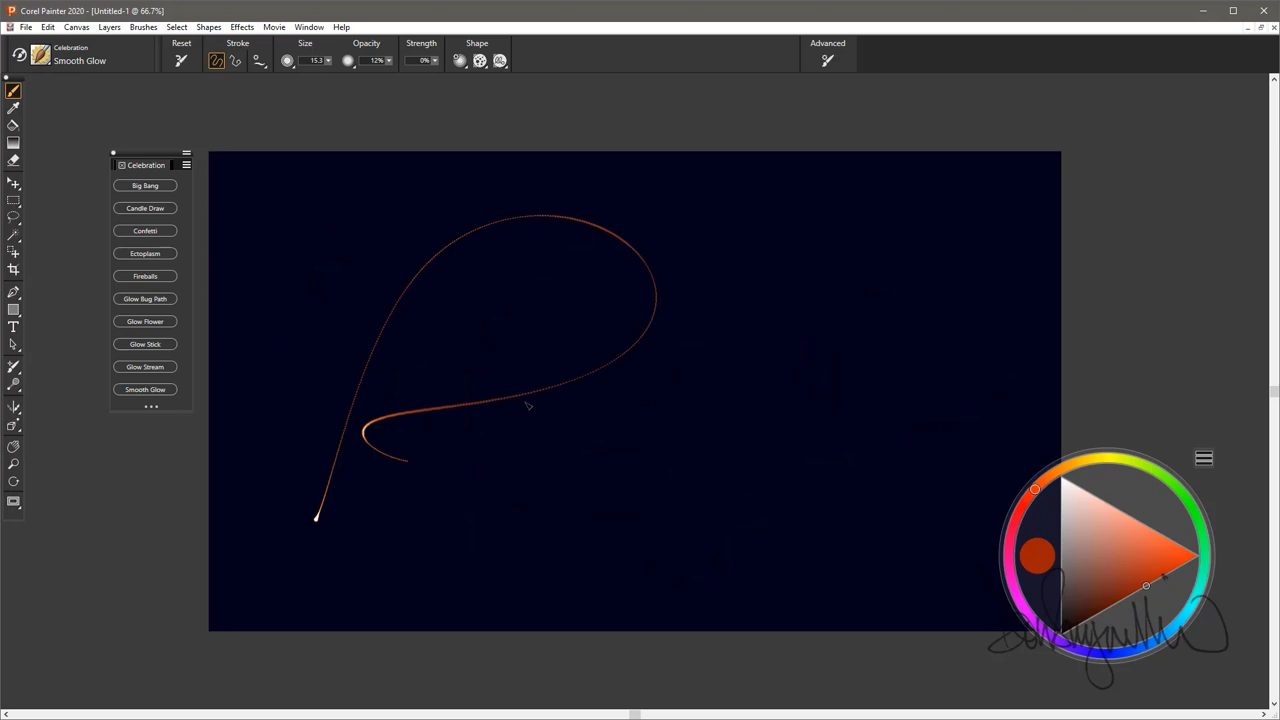 Corel Painter 2020 - [Untitled-1 @ 66.7%]
File Edit Canvas Layers Brushes Select Shapes Effects Movie Window Help
Celebration
Smooth Glow
Reset
Stroke
Size
15.3
Opacity
12%
Strength
0%
Shape
Advanced
Celebration
Big Bang
Candle Draw
Confetti
Ectoplasm
Fireballs
Glow Bug Path
Glow Flower
Glow Stick
Glow Stream
Smooth Glow